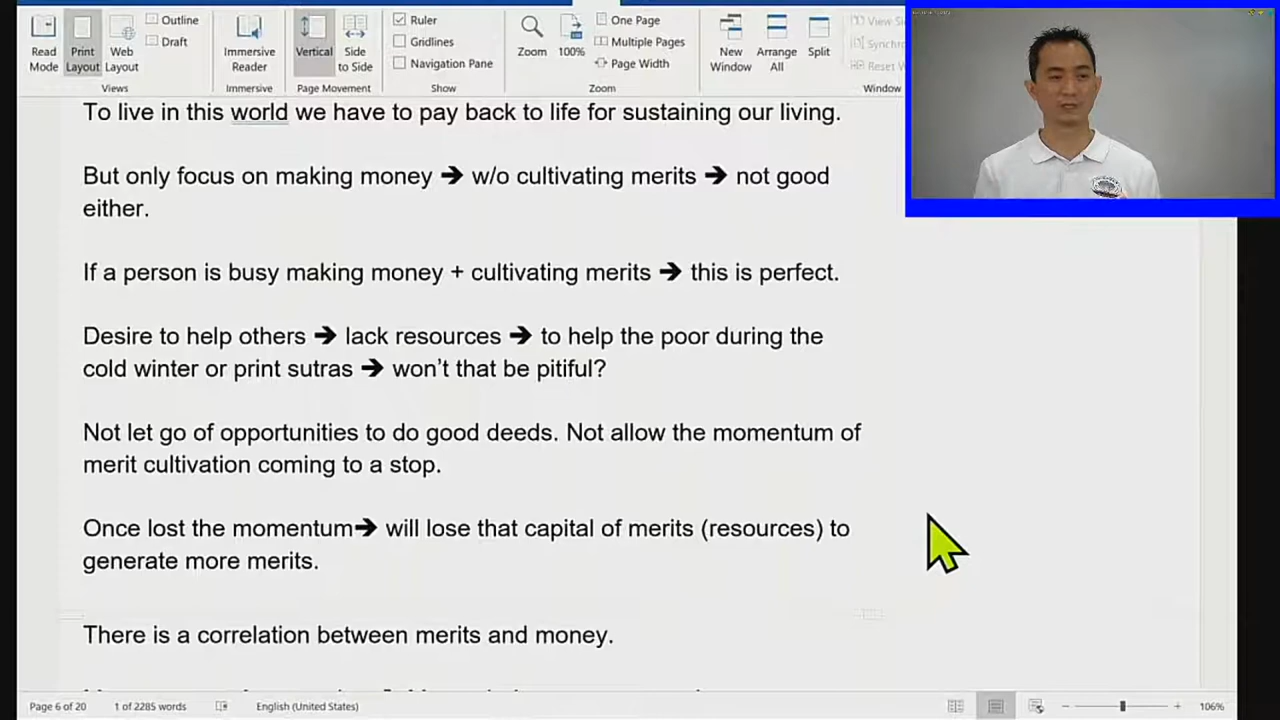 Outline
Draft
Read Mode
Print Layout
Web Layout
Views
Immersive Reader
Immersive
Vertical
Side to Side
Page Movement
Ruler
Gridlines
Navigation Pane
Show
Zoom
100%
One Page
Multiple Pages
Page Width
Zoom
New Window
Arrange All
Split
View Si
Synchro
Reset W
Window
To live in this world we have to pay back to life for sustaining our living.
But only focus on making money ➔ w/o cultivating merits ➔ not good
either.
If a person is busy making money + cultivating merits ➔ this is perfect.
Desire to help others ➔ lack resources ➔ to help the poor during the
cold winter or print sutras ➔ won't that be pitiful?
Not let go of opportunities to do good deeds. Not allow the momentum of
merit cultivation coming to a stop.
Once lost the momentum➔ will lose that capital of merits (resources) to
generate more merits.
There is a correlation between merits and money.
Page 6 of 20 1 of 2285 words English (United States) 106%